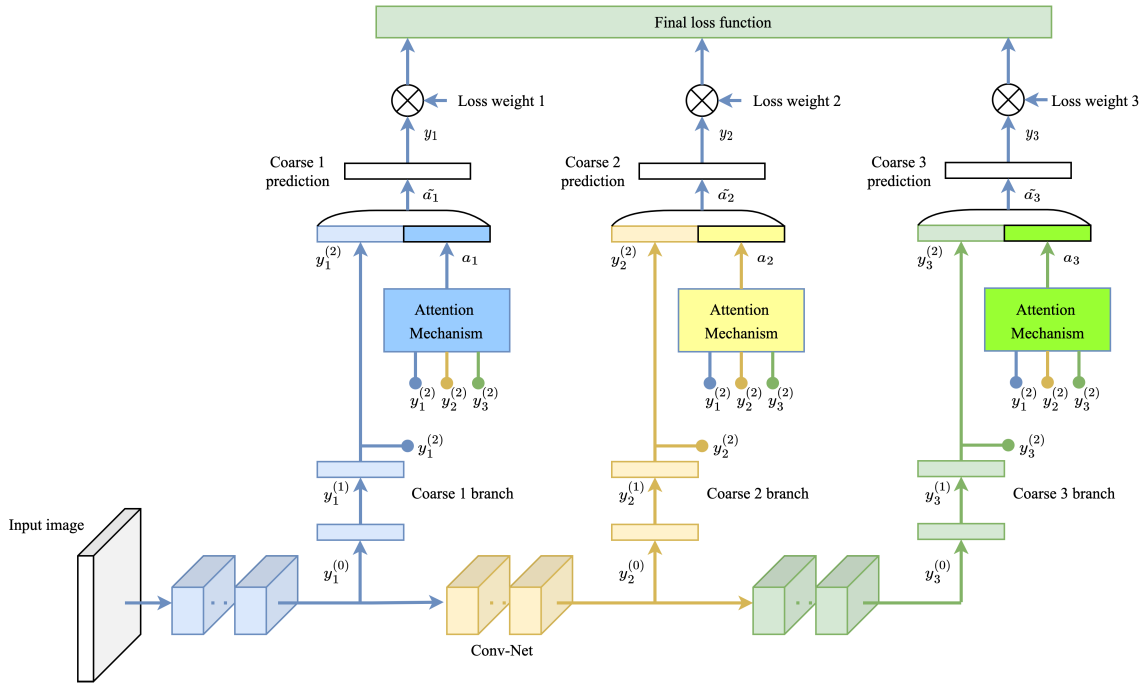 Final loss function
Loss weight 1
Loss weight 2
Loss weight 3
y₁
y₂
y₃
Coarse 1
prediction
Coarse 2
prediction
Coarse 3
prediction
ã₁
ã₂
ã₃
y₁⁽²⁾
a₁
y₂⁽²⁾
a₂
y₃⁽²⁾
a₃
Attention
Mechanism
Attention
Mechanism
Attention
Mechanism
y₁⁽²⁾ y₂⁽²⁾ y₃⁽²⁾
y₁⁽²⁾ y₂⁽²⁾ y₃⁽²⁾
y₁⁽²⁾ y₂⁽²⁾ y₃⁽²⁾
y₁⁽²⁾
y₂⁽²⁾
y₃⁽²⁾
y₁⁽¹⁾
Coarse 1 branch
y₂⁽¹⁾
Coarse 2 branch
y₃⁽¹⁾
Coarse 3 branch
Input image
y₁⁽⁰⁾
y₂⁽⁰⁾
y₃⁽⁰⁾
Conv-Net